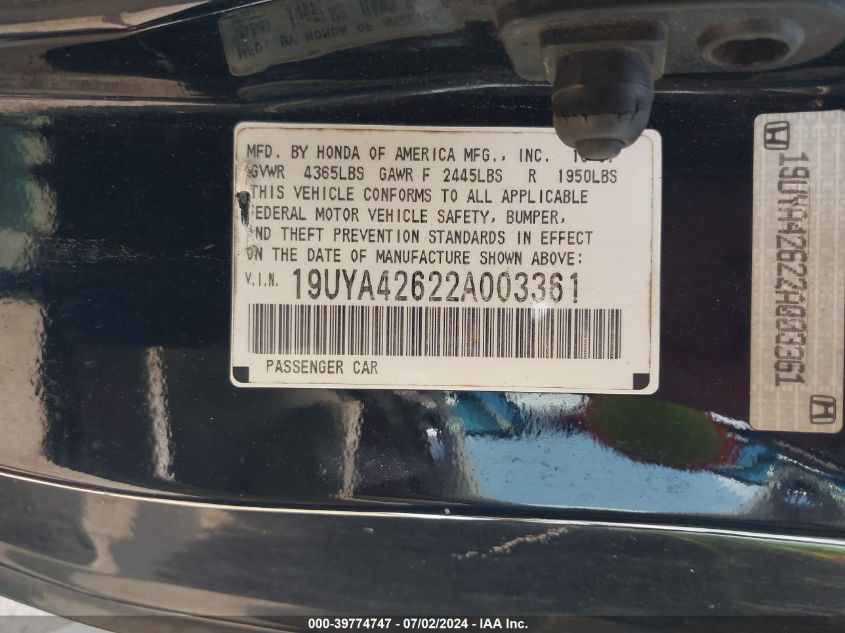 MFD. BY HONDA OF AMERICA MFG., INC.
GVWR 4365LBS GAWR F 2445LBS R 1950LBS
THIS VEHICLE CONFORMS TO ALL APPLICABLE
FEDERAL MOTOR VEHICLE SAFETY, BUMPER,
AND THEFT PREVENTION STANDARDS IN EFFECT
ON THE DATE OF MANUFACTURE SHOWN ABOVE:
V.I.N. 19UYA42622A003361
PASSENGER CAR
19UYA42622A003361
000-39774747 - 07/02/2024 - IAA Inc.